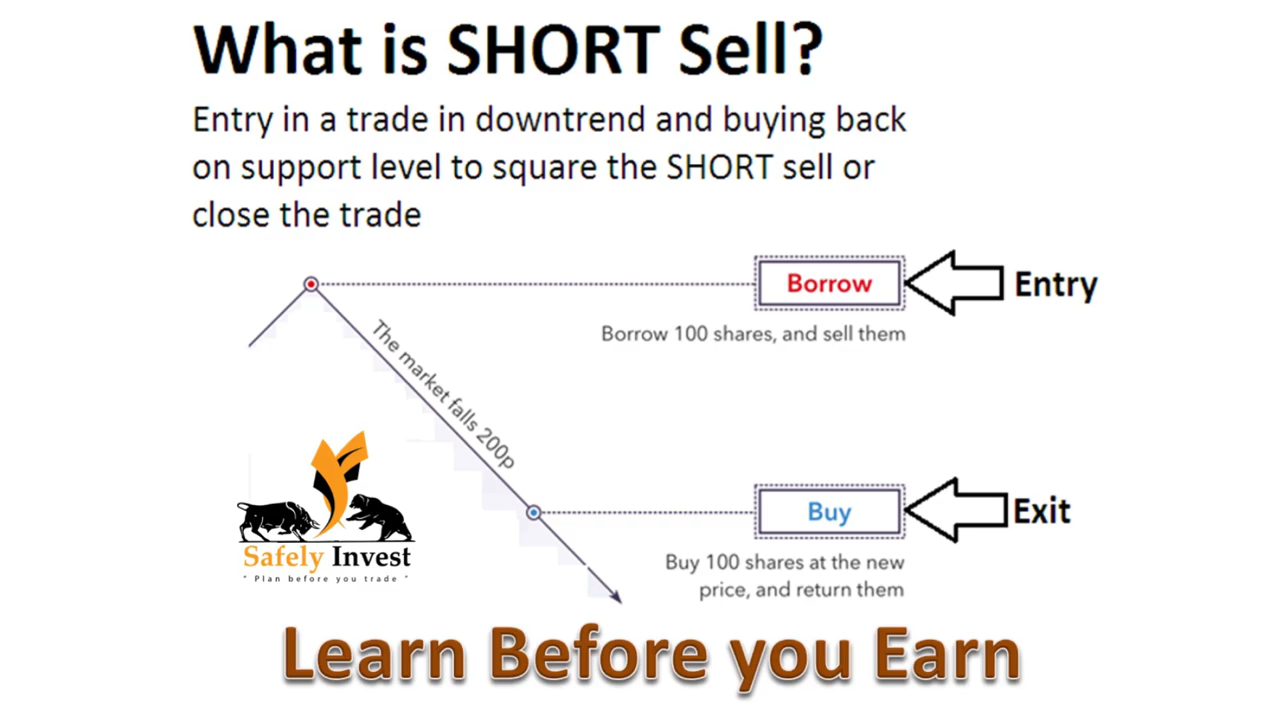 What is SHORT Sell?
Entry in a trade in downtrend and buying back
on support level to square the SHORT sell or
close the trade
Borrow
Entry
Borrow 100 shares, and sell them
The market falls 200p
Buy
Exit
Buy 100 shares at the new
price, and return them
Safely Invest
" Plan before you trade "
Learn Before you Earn